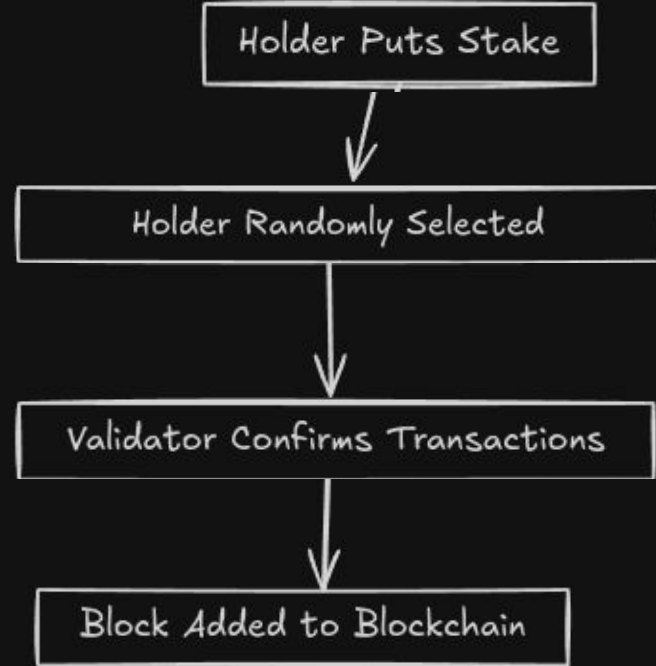 Holder Puts Stake
Holder Randomly Selected
Validator Confirms Transactions
Block Added to Blockchain